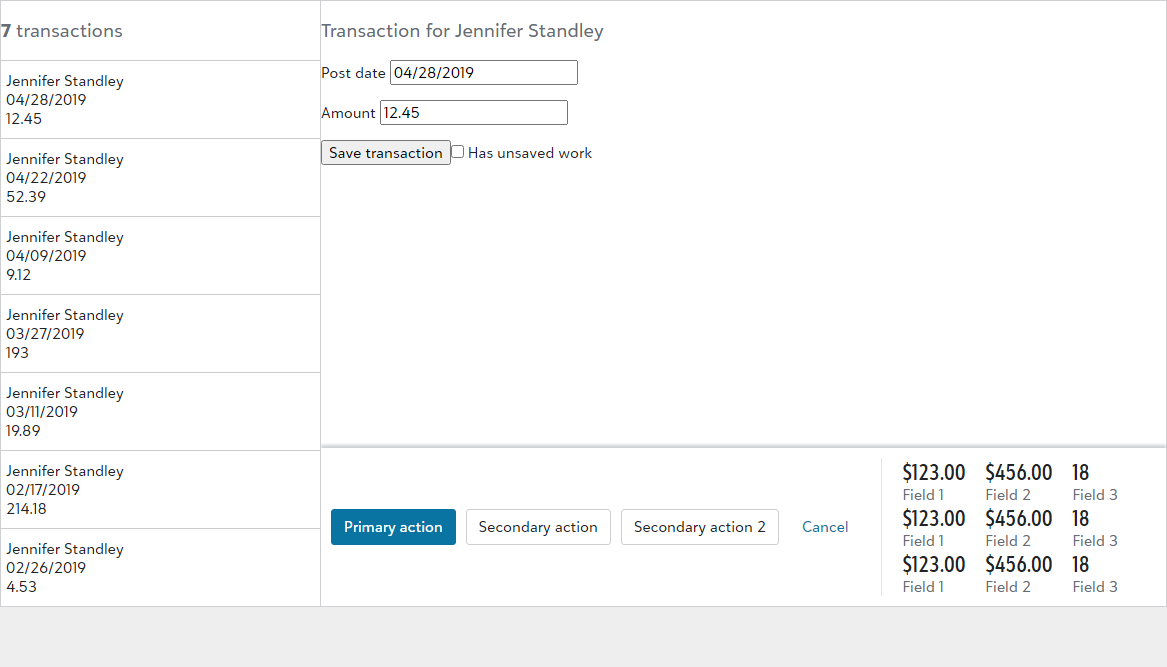 7 transactions
Jennifer Standley
04/28/2019
12.45
Jennifer Standley
04/22/2019
52.39
Jennifer Standley
04/09/2019
9.12
Jennifer Standley
03/27/2019
193
Jennifer Standley
03/11/2019
19.89
Jennifer Standley
02/17/2019
214.18
Jennifer Standley
02/26/2019
4.53
Transaction for Jennifer Standley
Post date 04/28/2019
Amount 12.45
Save transaction Has unsaved work
Primary action Secondary action Secondary action 2 Cancel
$123.00 $456.00 18
Field 1 Field 2 Field 3
$123.00 $456.00 18
Field 1 Field 2 Field 3
$123.00 $456.00 18
Field 1 Field 2 Field 3